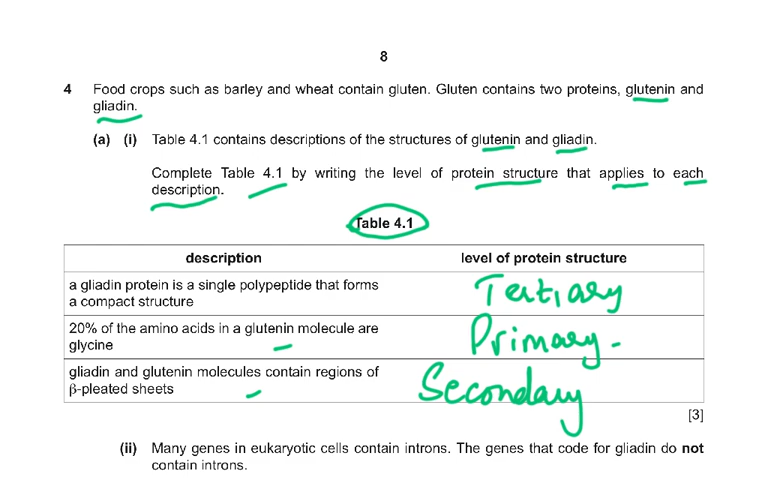 8
4 Food crops such as barley and wheat contain gluten. Gluten contains two proteins, glutenin and
gliadin.
(a) (i) Table 4.1 contains descriptions of the structures of glutenin and gliadin.
Complete Table 4.1 by writing the level of protein structure that applies to each
description.
Table 4.1
description level of protein structure
a gliadin protein is a single polypeptide that forms
a compact structure
Tertiary
20% of the amino acids in a glutenin molecule are
glycine
Primary
gliadin and glutenin molecules contain regions of
β-pleated sheets
Secondary
[3]
(ii) Many genes in eukaryotic cells contain introns. The genes that code for gliadin do not
contain introns.